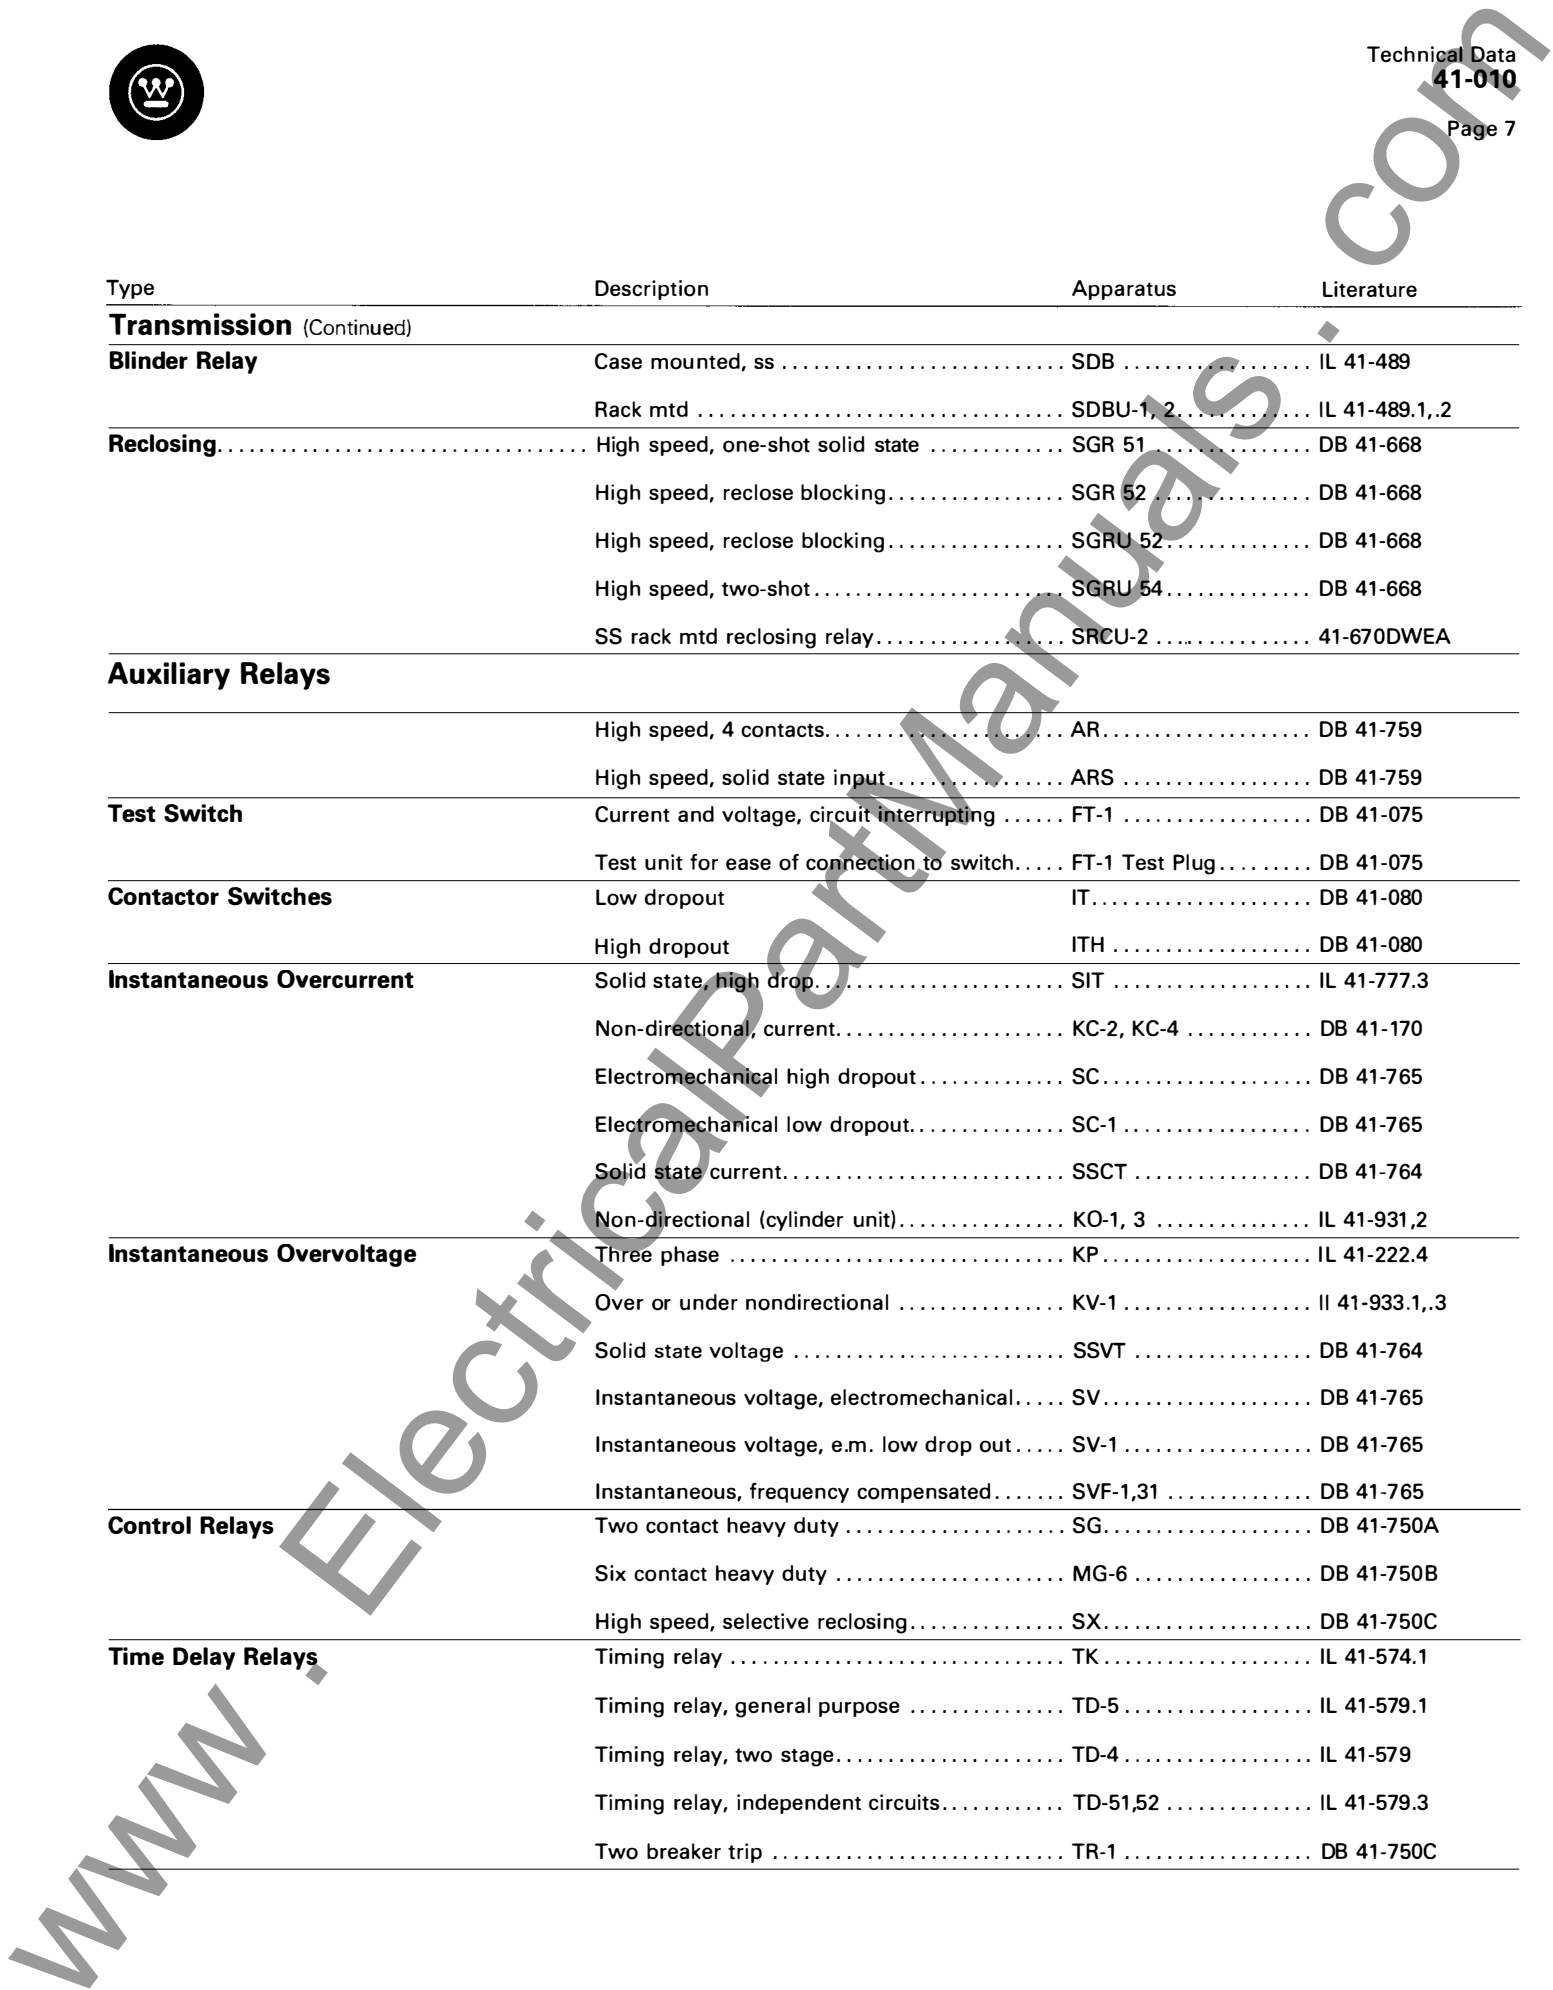 Technical Data
41-010
Page 7
Type Description Apparatus Literature
Transmission (Continued)
Blinder Relay Case mounted, ss ........................... SDB .................. IL 41-489
Rack mtd ................................... SDBU-1, 2............. IL 41-489.1,.2
Reclosing................................... High speed, one-shot solid state ............. SGR 51 ............... DB 41-668
High speed, reclose blocking................. SGR 52 ............... DB 41-668
High speed, reclose blocking................. SGRU 52.............. DB 41-668
High speed, two-shot........................ SGRU 54.............. DB 41-668
SS rack mtd reclosing relay.................. SRCU-2 ............... 41-670DWEA
Auxiliary Relays
High speed, 4 contacts....................... AR.................... DB 41-759
High speed, solid state input................. ARS .................. DB 41-759
Test Switch Current and voltage, circuit interrupting ...... FT-1 .................. DB 41-075
Test unit for ease of connection to switch..... FT-1 Test Plug......... DB 41-075
Contactor Switches Low dropout IT..................... DB 41-080
High dropout ITH ................... DB 41-080
Instantaneous Overcurrent Solid state, high drop........................ SIT ................... IL 41-777.3
Non-directional, current...................... KC-2, KC-4 ............ DB 41-170
Electromechanical high dropout.............. SC.................... DB 41-765
Electromechanical low dropout............... SC-1 .................. DB 41-765
Solid state current........................... SSCT ................. DB 41-764
Non-directional (cylinder unit)................ KO-1, 3 ............... IL 41-931,2
Instantaneous Overvoltage Three phase ................................ KP.................... IL 41-222.4
Over or under nondirectional ................ KV-1 .................. II 41-933.1,.3
Solid state voltage .......................... SSVT ................. DB 41-764
Instantaneous voltage, electromechanical..... SV.................... DB 41-765
Instantaneous voltage, e.m. low drop out..... SV-1 .................. DB 41-765
Instantaneous, frequency compensated....... SVF-1,31 .............. DB 41-765
Control Relays Two contact heavy duty ..................... SG.................... DB 41-750A
Six contact heavy duty ...................... MG-6 ................. DB 41-750B
High speed, selective reclosing............... SX.................... DB 41-750C
Time Delay Relays Timing relay ................................ TK.................... IL 41-574.1
Timing relay, general purpose ............... TD-5 .................. IL 41-579.1
Timing relay, two stage...................... TD-4 .................. IL 41-579
Timing relay, independent circuits............ TD-51,52 .............. IL 41-579.3
Two breaker trip ............................ TR-1 .................. DB 41-750C
www . ElectricalPartManuals . com